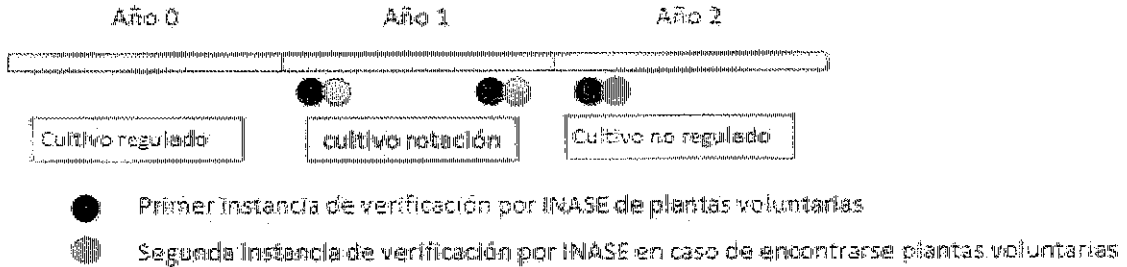 Año 0 Año 1 Año 2
Cultivo regulado cultivo rotación Cultivo no regulado
Primer instancia de verificación por INASE de plantas voluntarias
Segunda instancia de verificación por INASE en caso de encontrarse plantas voluntarias